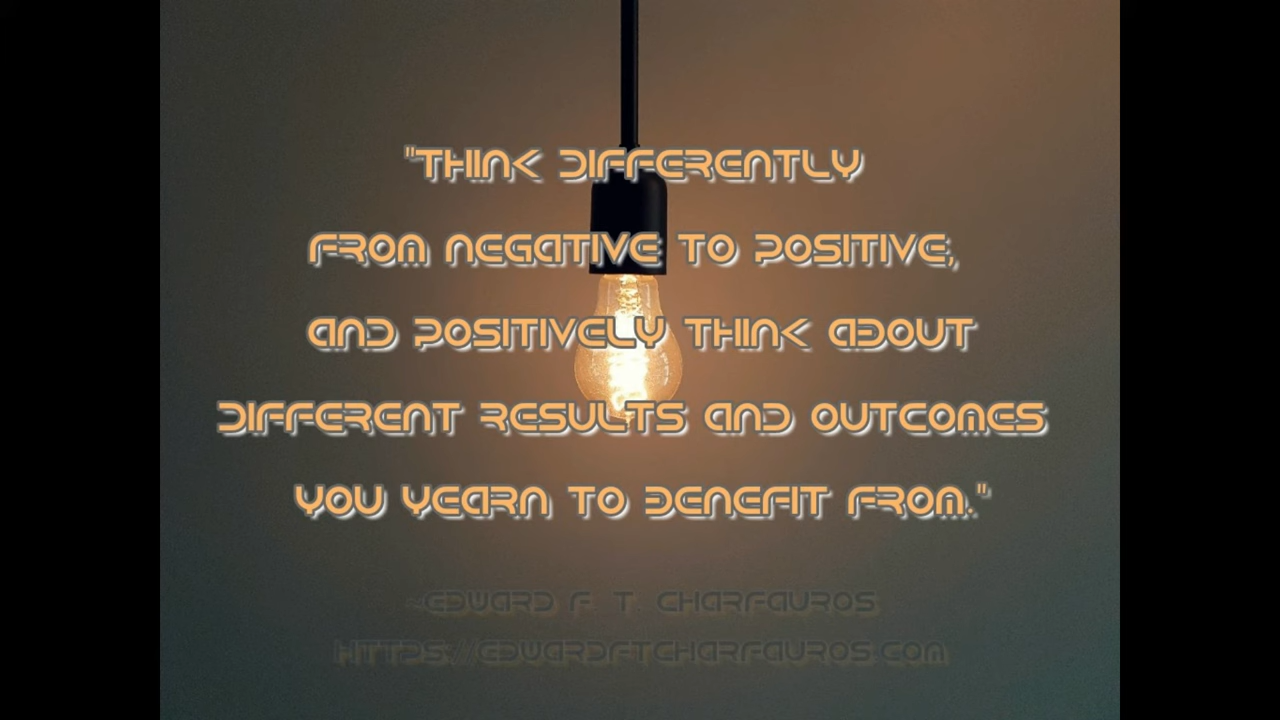 "THINK DIFFERENTLY
FROM NEGATIVE TO POSITIVE,
AND POSITIVELY THINK ABOUT
DIFFERENT RESULTS AND OUTCOMES
YOU YEARN TO BENEFIT FROM."
~EDWARD F. T. CHARFAUROS
HTTPS://EDWARDFTCHARFAUROS.COM